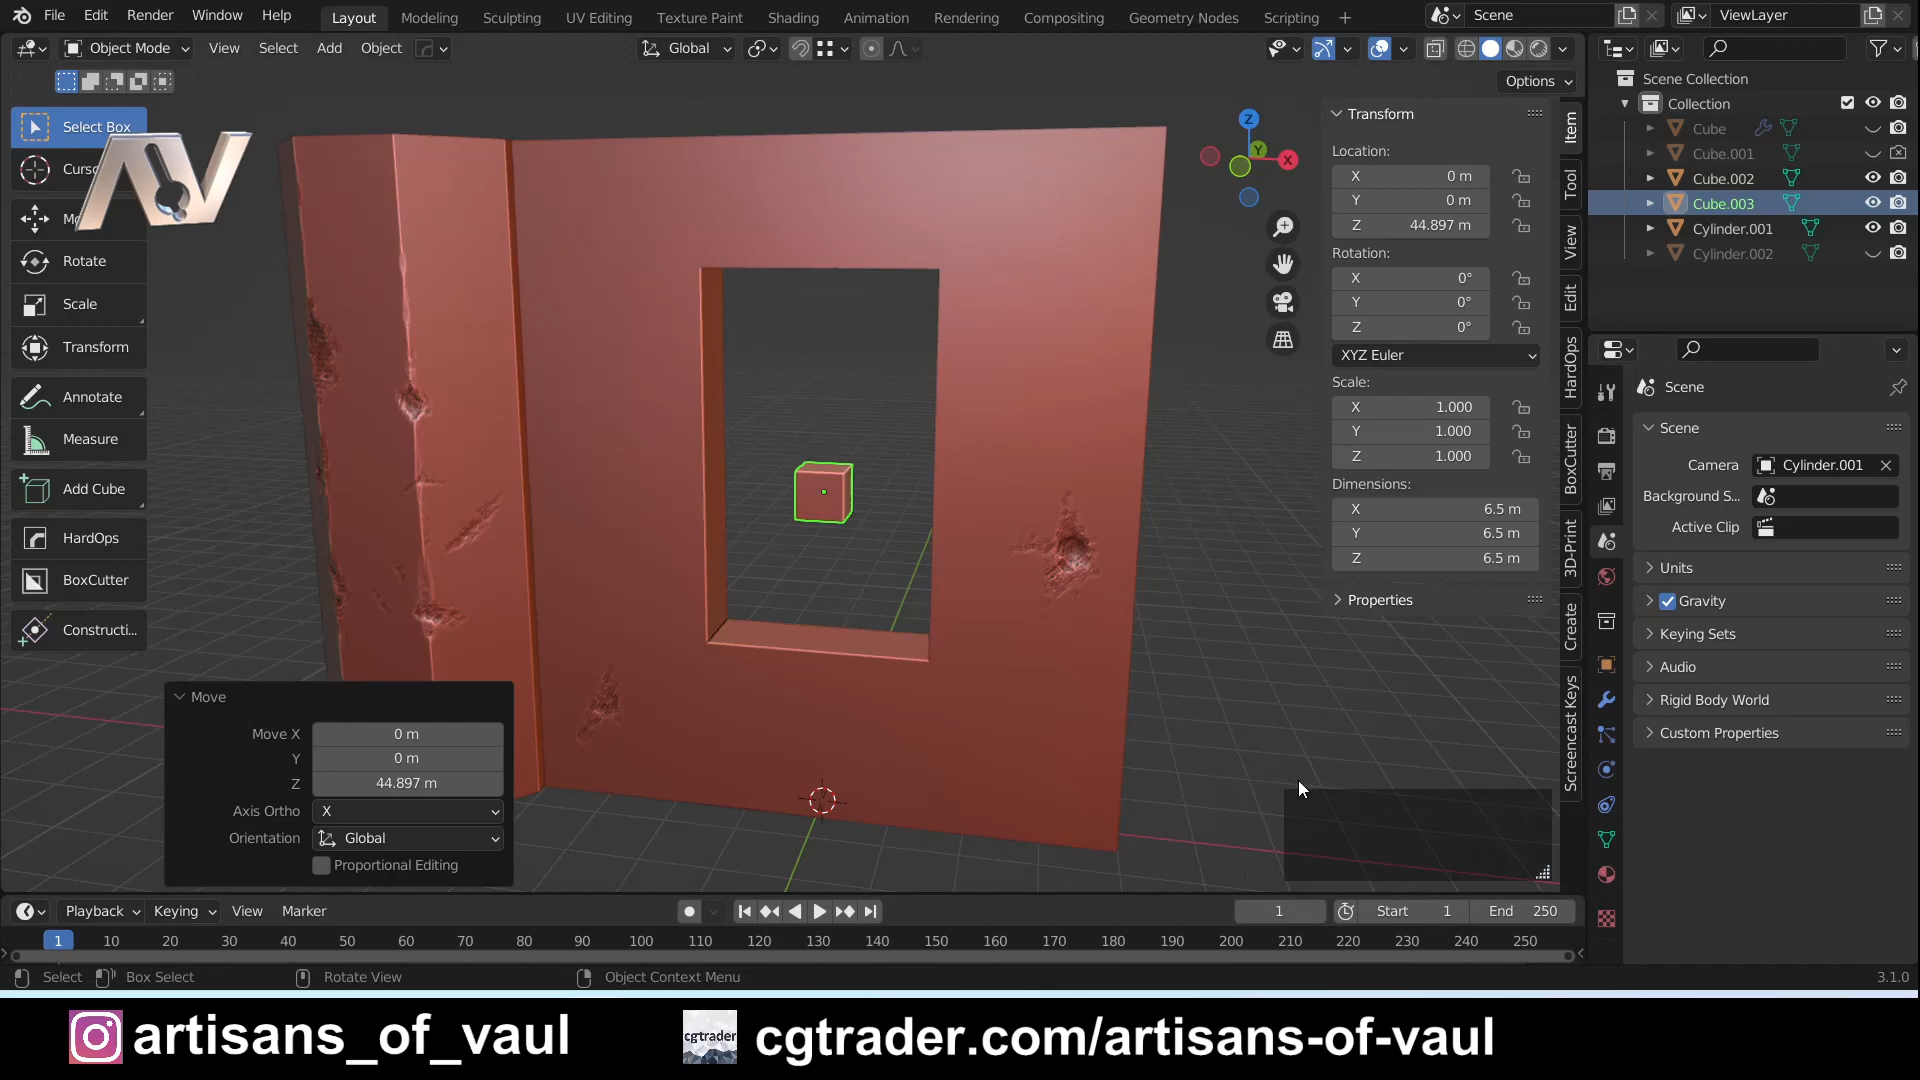 File Edit Render Window Help Layout Modeling Sculpting UV Editing Texture Paint Shading Animation Rendering Compositing Geometry Nodes Scripting + Scene ViewLayer
Object Mode View Select Add Object Global
Options
Select Box
Rotate
Scale
Transform
Annotate
Measure
Add Cube
HardOps
BoxCutter
Constructi...
AV
Z
Y
X
Transform
Location:
X 0 m
Y 0 m
Z 44.897 m
Rotation:
X 0°
Y 0°
Z 0°
XYZ Euler
Scale:
X 1.000
Y 1.000
Z 1.000
Dimensions:
X 6.5 m
Y 6.5 m
Z 6.5 m
Properties
Item
Tool
View
Edit
HardOps
BoxCutter
3D-Print
Create
Screencast Keys
Scene Collection
Collection
Cube
Cube.001
Cube.002
Cube.003
Cylinder.001
Cylinder.002
Scene
Scene
Camera Cylinder.001
Background S...
Active Clip
Units
Gravity
Keying Sets
Audio
Rigid Body World
Custom Properties
Move
Move X 0 m
Y 0 m
Z 44.897 m
Axis Ortho X
Orientation Global
Proportional Editing
Playback Keying View Marker 1 Start 1 End 250
1 10 20 30 40 50 60 70 80 90 100 110 120 130 140 150 160 170 180 190 200 210 220 230 240 250
Select Box Select Rotate View Object Context Menu 3.1.0
artisans_of_vaul cgtrader cgtrader.com/artisans-of-vaul